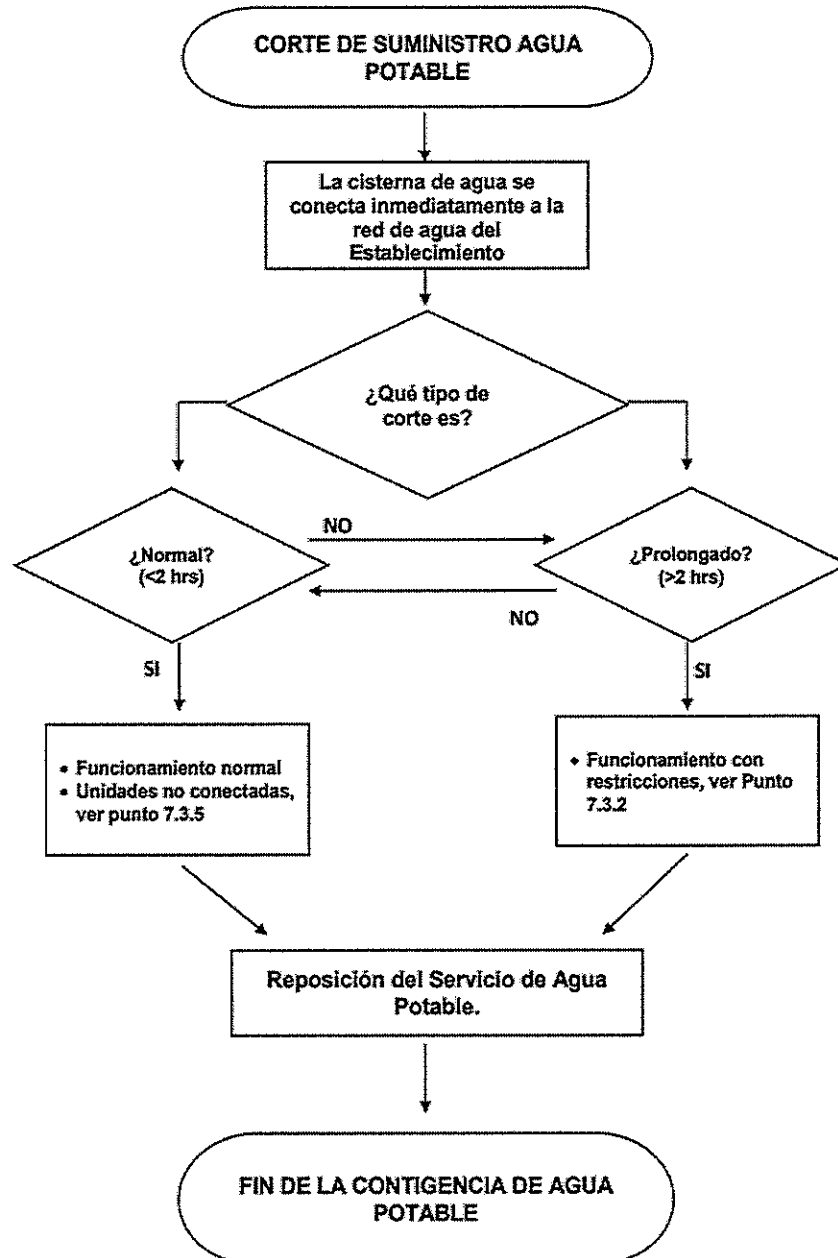 CORTE DE SUMINISTRO AGUA
POTABLE
La cisterna de agua se
conecta inmediatamente a la
red de agua del
Establecimiento
¿Qué tipo de
corte es?
¿Normal?
(<2 hrs)
NO
¿Prolongado?
(>2 hrs)
NO
SI
SI
• Funcionamiento normal
• Unidades no conectadas,
ver punto 7.3.5
• Funcionamiento con
restricciones, ver Punto
7.3.2
Reposición del Servicio de Agua
Potable.
FIN DE LA CONTIGENCIA DE AGUA
POTABLE